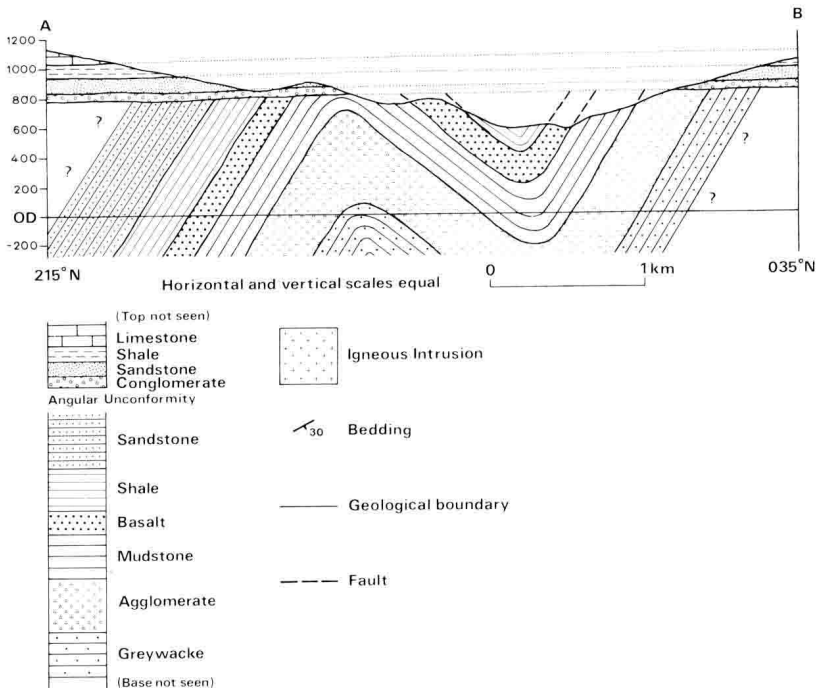 A
B
1200
1000
800
600
400
200
OD
-200
?
?
?
?
215°N
Horizontal and vertical scales equal
0
1km
035°N
(Top not seen)
Limestone
Shale
Sandstone
Conglomerate
Angular Unconformity
Sandstone
Shale
Basalt
Mudstone
Agglomerate
Greywacke
(Base not seen)
Igneous Intrusion
30
Bedding
Geological boundary
Fault